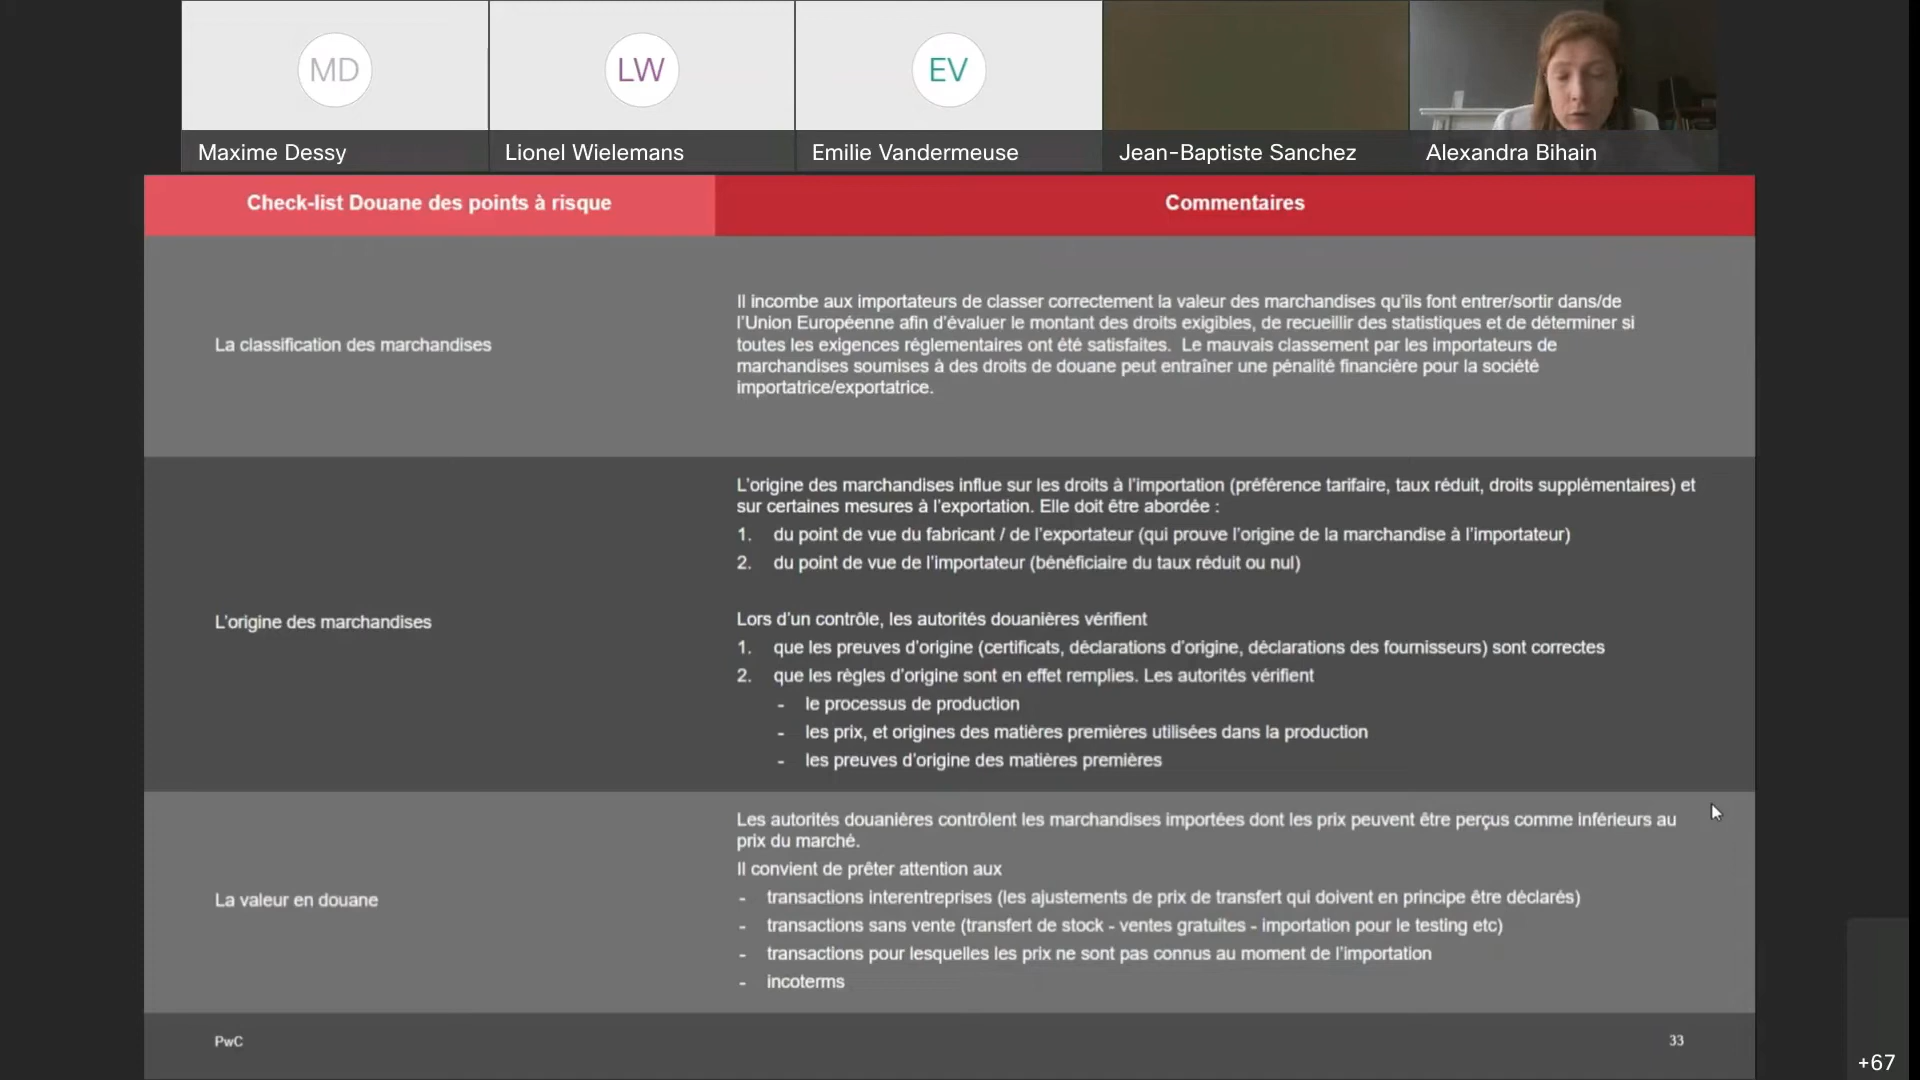 MD
LW
EV
Maxime Dessy
Lionel Wielemans
Emilie Vandermeuse
Jean-Baptiste Sanchez
Alexandra Bihain
Check-list Douane des points à risque
Commentaires
La classification des marchandises
Il incombe aux importateurs de classer correctement la valeur des marchandises qu'ils font entrer/sortir dans/de
l'Union Européenne afin d'évaluer le montant des droits exigibles, de recueillir des statistiques et de déterminer si
toutes les exigences réglementaires ont été satisfaites. Le mauvais classement par les importateurs de
marchandises soumises à des droits de douane peut entraîner une pénalité financière pour la société
importatrice/exportatrice.
L'origine des marchandises
L'origine des marchandises influe sur les droits à l'importation (préférence tarifaire, taux réduit, droits supplémentaires) et
sur certaines mesures à l'exportation. Elle doit être abordée :
1. du point de vue du fabricant / de l'exportateur (qui prouve l'origine de la marchandise à l'importateur)
2. du point de vue de l'importateur (bénéficiaire du taux réduit ou nul)
Lors d'un contrôle, les autorités douanières vérifient
1. que les preuves d'origine (certificats, déclarations d'origine, déclarations des fournisseurs) sont correctes
2. que les règles d'origine sont en effet remplies. Les autorités vérifient
- le processus de production
- les prix, et origines des matières premières utilisées dans la production
- les preuves d'origine des matières premières
La valeur en douane
Les autorités douanières contrôlent les marchandises importées dont les prix peuvent être perçus comme inférieurs au
prix du marché.
Il convient de prêter attention aux
- transactions interentreprises (les ajustements de prix de transfert qui doivent en principe être déclarés)
- transactions sans vente (transfert de stock - ventes gratuites - importation pour le testing etc)
- transactions pour lesquelles les prix ne sont pas connus au moment de l'importation
- incoterms
PwC
33
+67